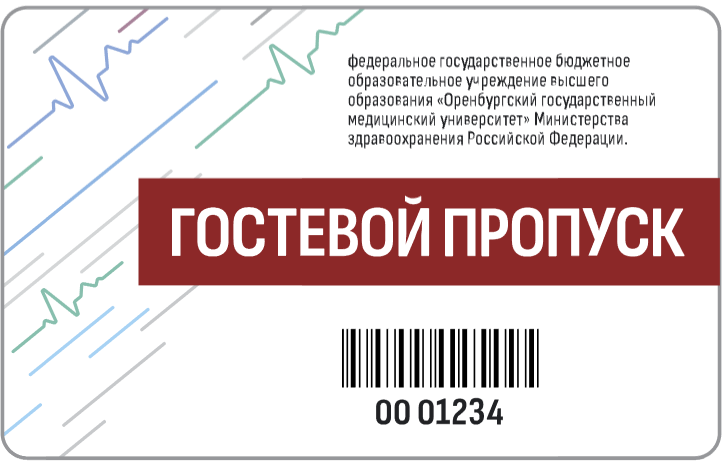 федеральное государственное бюджетное
образовательное учреждение высшего
образования «Оренбургский государственный
медицинский университет» Министерства
здравоохранения Российской Федерации.
ГОСТЕВОЙ ПРОПУСК
00 01234